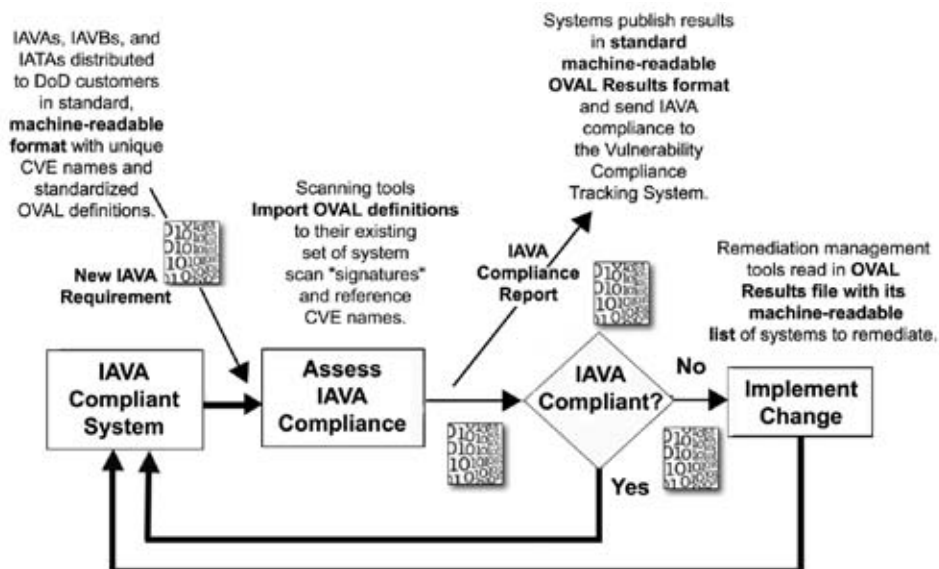 IAVAs, IAVBs, and
IATAs distributed
to DoD customers
in standard,
machine-readable
format with unique
CVE names and
standardized
OVAL definitions.
New IAVA
Requirement
Scanning tools
Import OVAL definitions
to their existing
set of system
scan "signatures"
and reference
CVE names.
Systems publish results
in standard
machine-readable
OVAL Results format
and send IAVA
compliance to
the Vulnerability
Compliance
Tracking System.
IAVA
Compliance
Report
Remediation management
tools read in OVAL
Results file with its
machine-readable
list of systems to remediate.
IAVA
Compliant
System
Assess
IAVA
Compliance
IAVA
Compliant?
No
Yes
Implement
Change